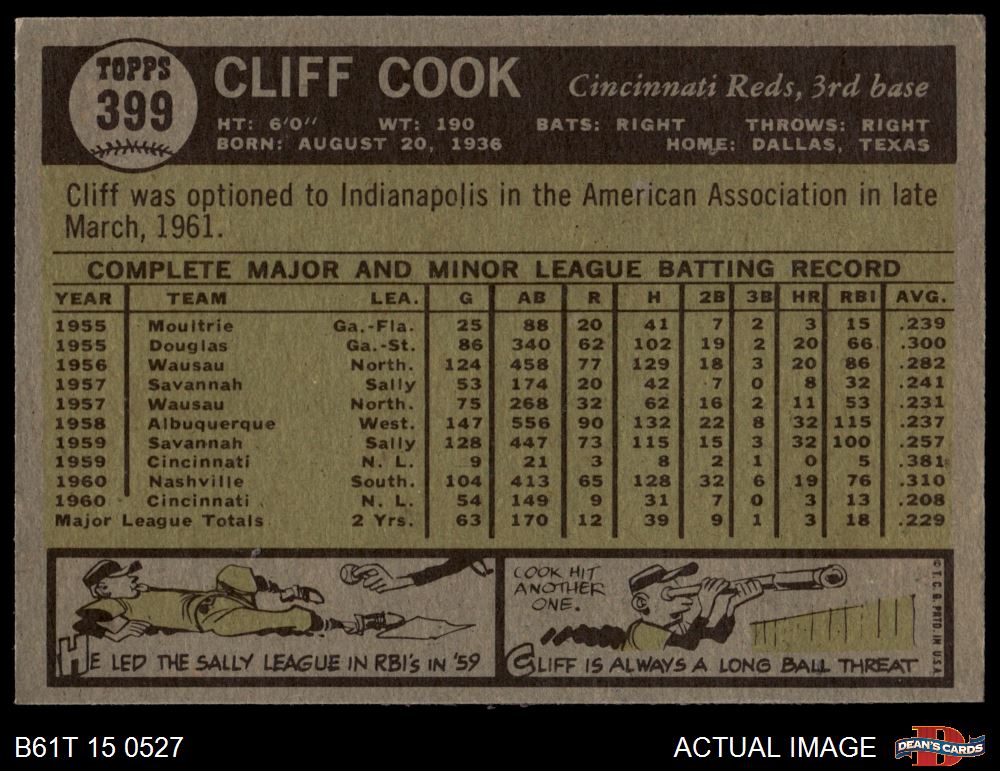 TOPPS
399
CLIFF COOK
Cincinnati Reds, 3rd base
HT: 6'0" WT: 190 BATS: RIGHT THROWS: RIGHT
BORN: AUGUST 20, 1936 HOME: DALLAS, TEXAS
Cliff was optioned to Indianapolis in the American Association in late
March, 1961.
COMPLETE MAJOR AND MINOR LEAGUE BATTING RECORD
YEAR TEAM LEA. G AB R H 2B 3B HR RBI AVG.
1955 Moultrie Ga.-Fla. 25 88 20 41 7 2 3 15 .239
1955 Douglas Ga.-St. 86 340 62 102 19 2 20 66 .300
1956 Wausau North. 124 458 77 129 18 3 20 86 .282
1957 Savannah Sally 53 174 20 42 7 0 8 32 .241
1957 Wausau North. 75 268 32 62 16 2 11 53 .231
1958 Albuquerque West. 147 556 90 132 22 8 32 115 .237
1959 Savannah Sally 128 447 73 115 15 3 32 100 .257
1959 Cincinnati N. L. 9 21 3 8 2 1 0 5 .381
1960 Nashville South. 104 413 65 128 32 6 19 76 .310
1960 Cincinnati N. L. 54 149 9 31 7 0 3 13 .208
Major League Totals 2 Yrs. 63 170 12 39 9 1 3 18 .229
HE LED THE SALLY LEAGUE IN RBI'S IN '59
COOK HIT
ANOTHER
ONE.
CLIFF IS ALWAYS A LONG BALL THREAT
© T. C. G. PRTD. IN U.S.A.
B61T 15 0527
ACTUAL IMAGE
DEAN'S CARDS